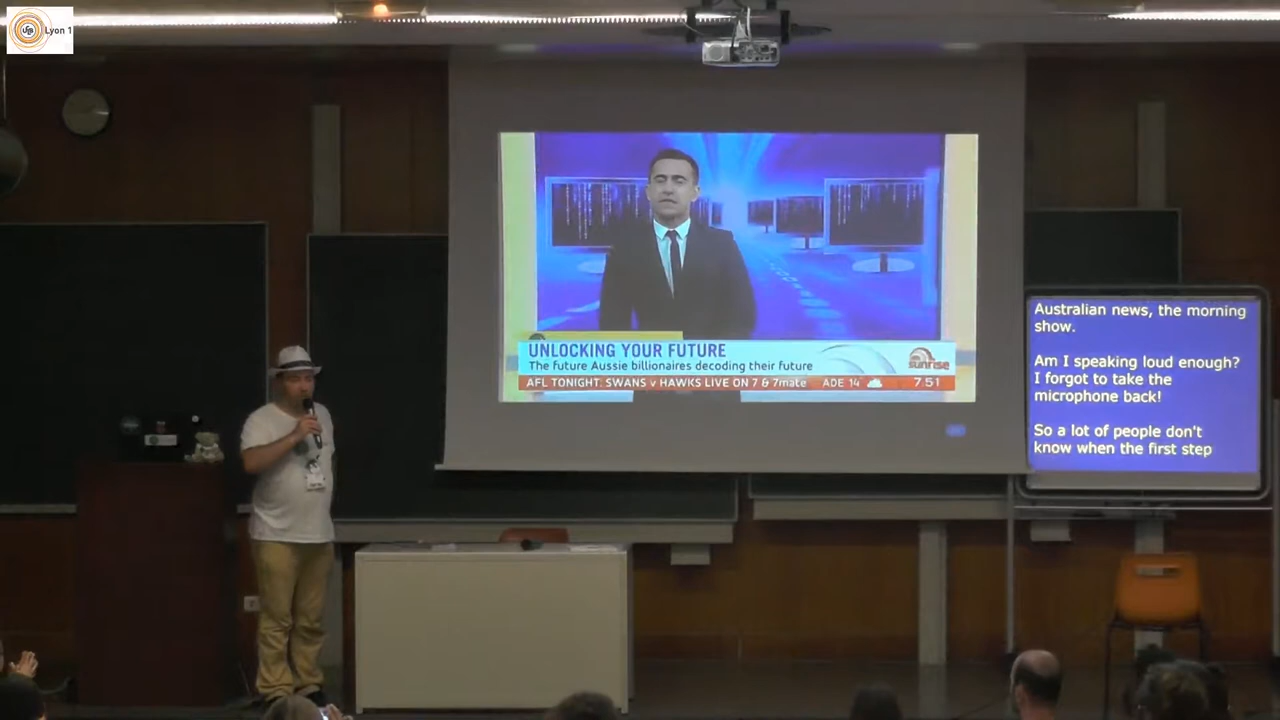 Lyon 1
UNLOCKING YOUR FUTURE
The future Aussie billionaires decoding their future
sunrise
AFL TONIGHT: SWANS v HAWKS LIVE ON 7 & 7mate ADE 14° 7.51
Australian news, the morning
show.
Am I speaking loud enough?
I forgot to take the
microphone back!
So a lot of people don't
know when the first step